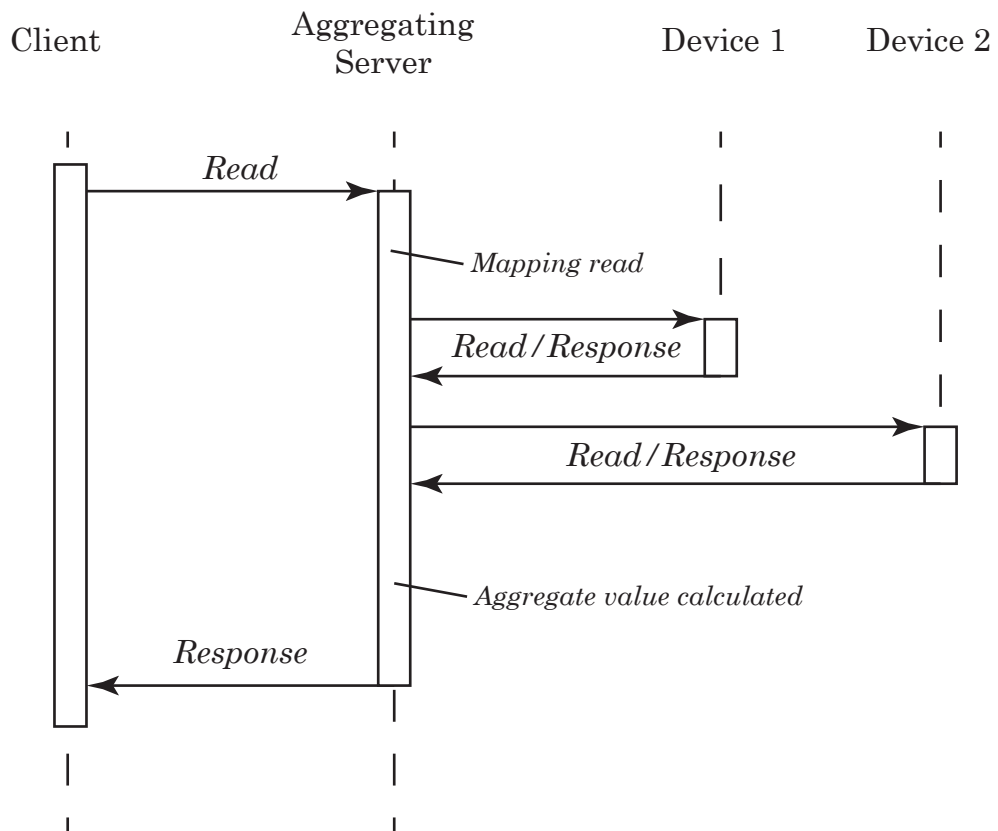 Client
Aggregating
Server
Device 1
Device 2
Read
Mapping read
Read/Response
Read/Response
Aggregate value calculated
Response